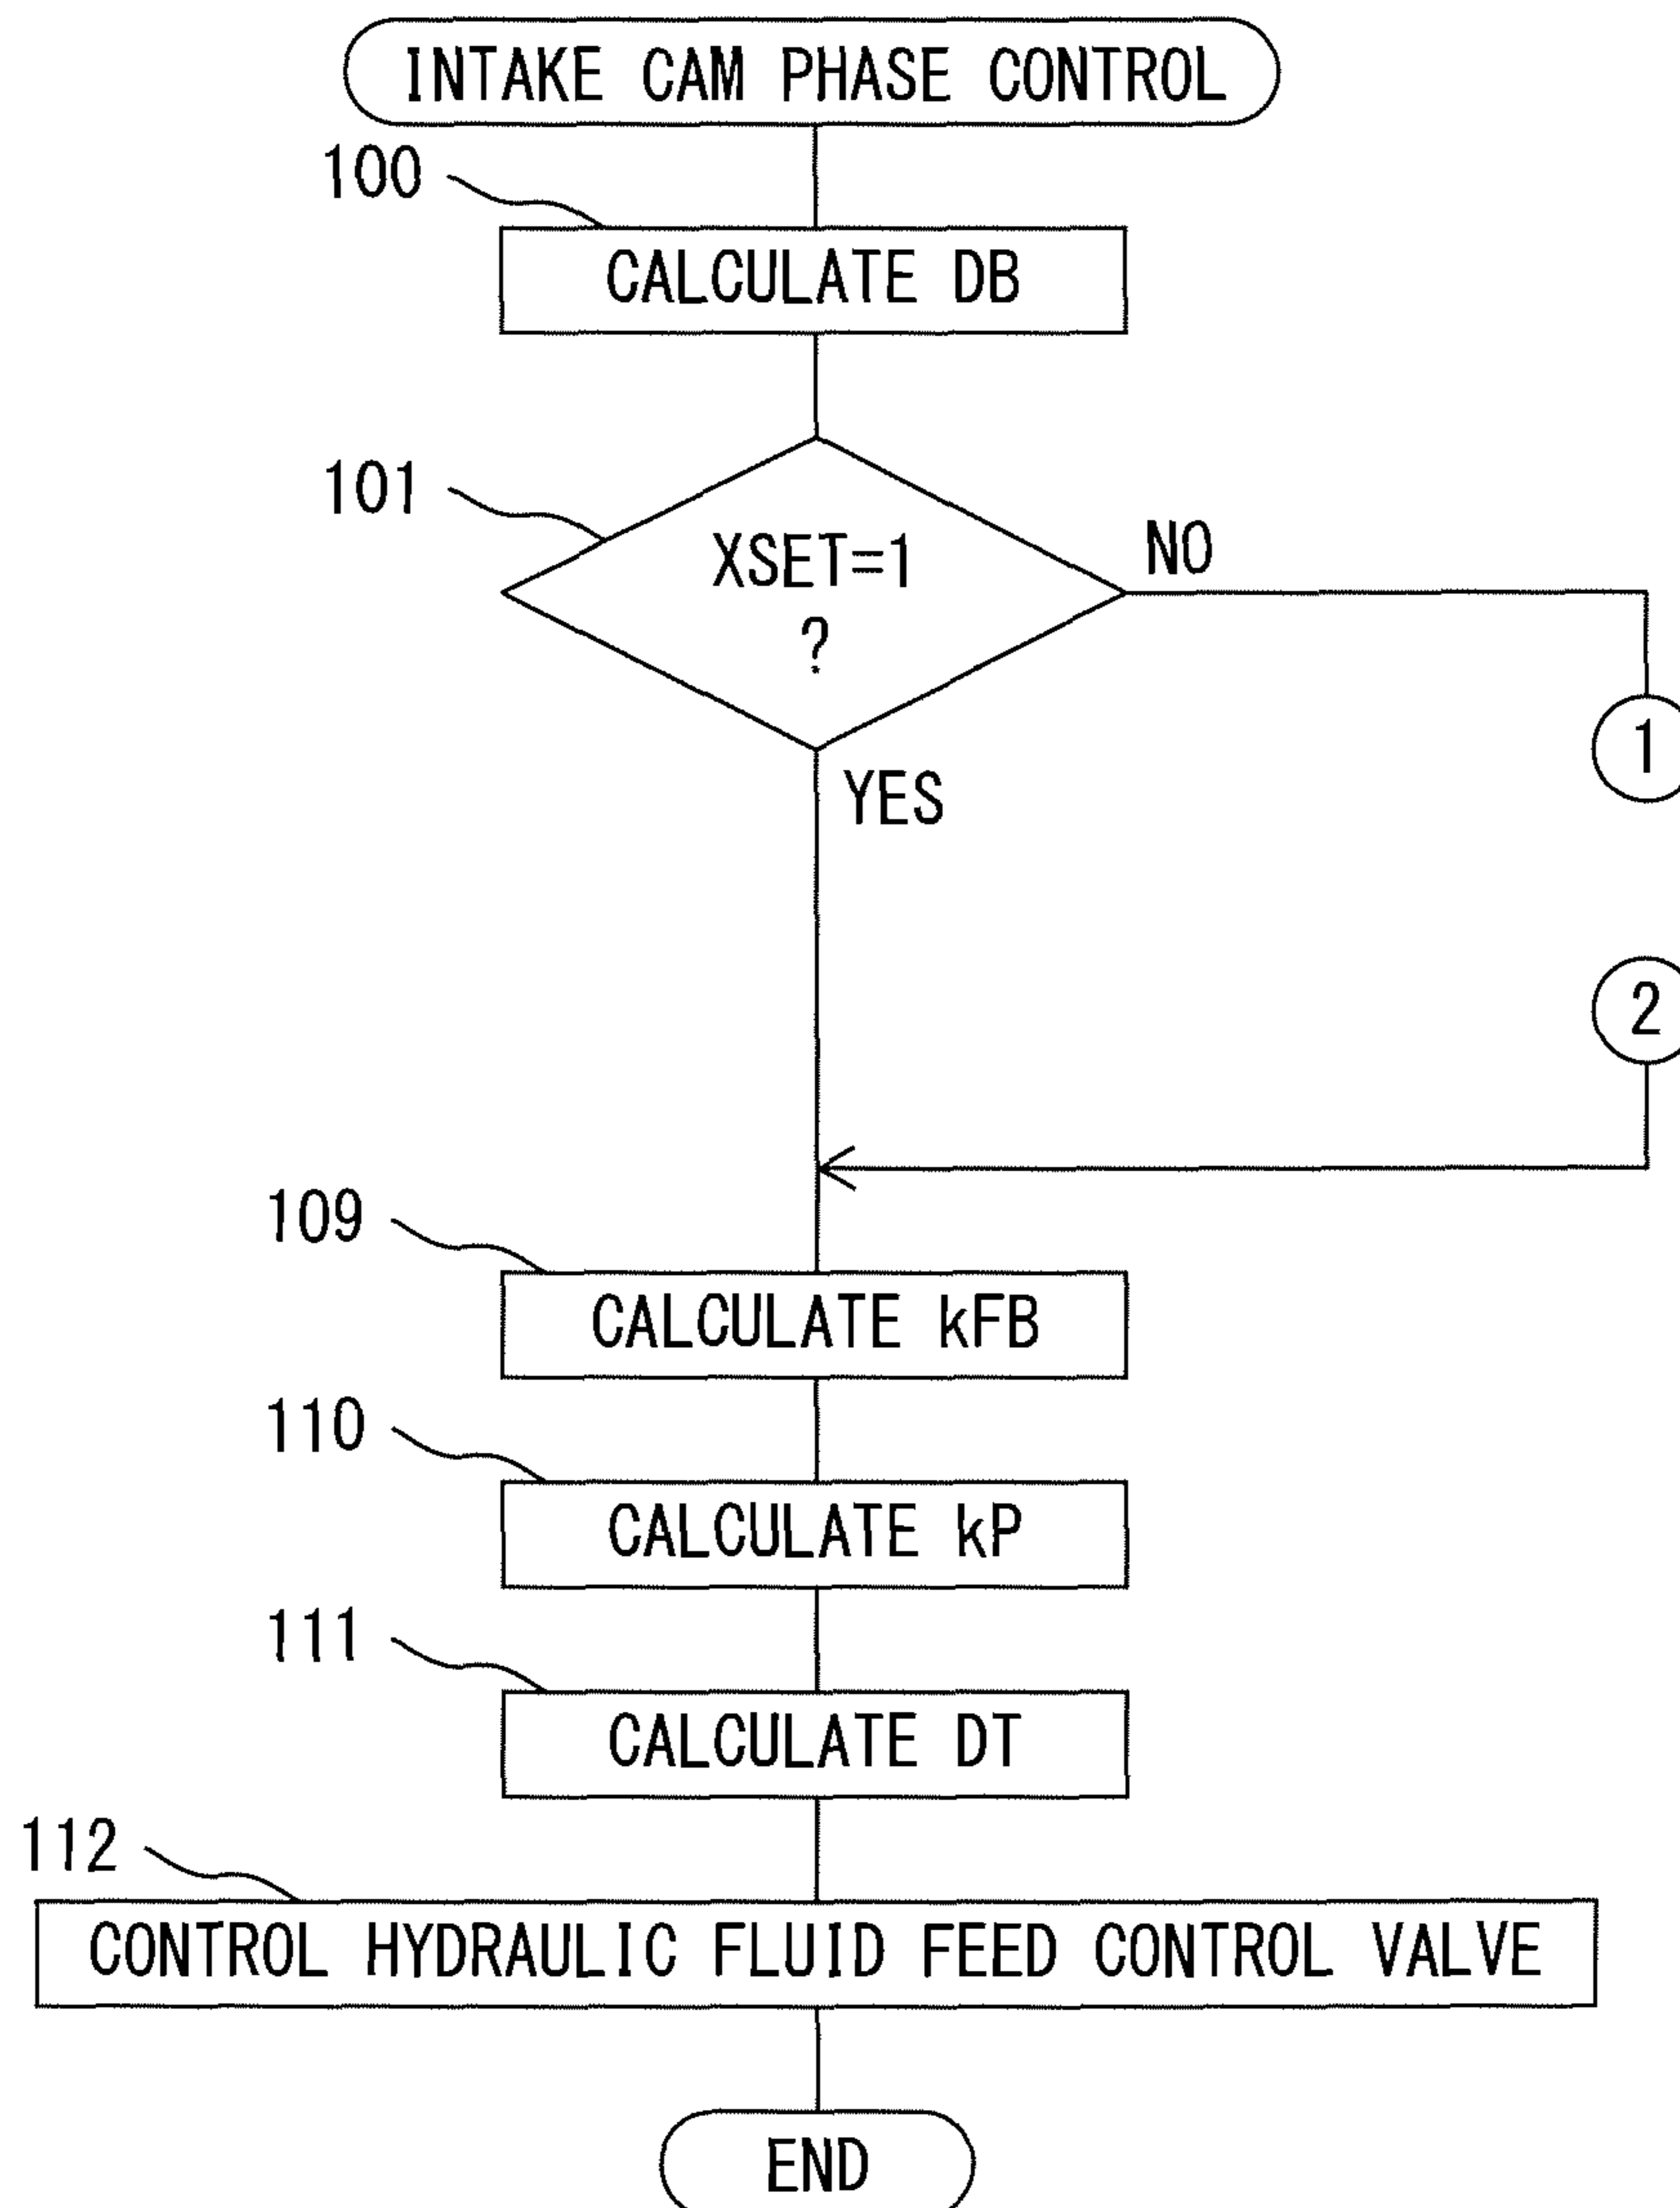 INTAKE CAM PHASE CONTROL
100
CALCULATE DB
101
XSET=1
?
NO
1
YES
2
109
CALCULATE kFB
110
CALCULATE kP
111
CALCULATE DT
112
CONTROL HYDRAULIC FLUID FEED CONTROL VALVE
END